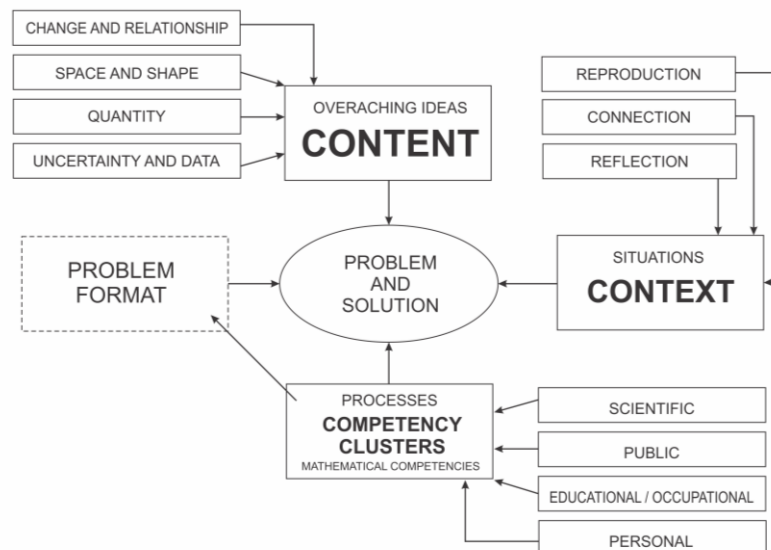 CHANGE AND RELATIONSHIP
SPACE AND SHAPE
QUANTITY
UNCERTAINTY AND DATA
OVERACHING IDEAS
CONTENT
REPRODUCTION
CONNECTION
REFLECTION
PROBLEM
FORMAT
PROBLEM
AND
SOLUTION
SITUATIONS
CONTEXT
PROCESSES
COMPETENCY
CLUSTERS
MATHEMATICAL COMPETENCIES
SCIENTIFIC
PUBLIC
EDUCATIONAL / OCCUPATIONAL
PERSONAL